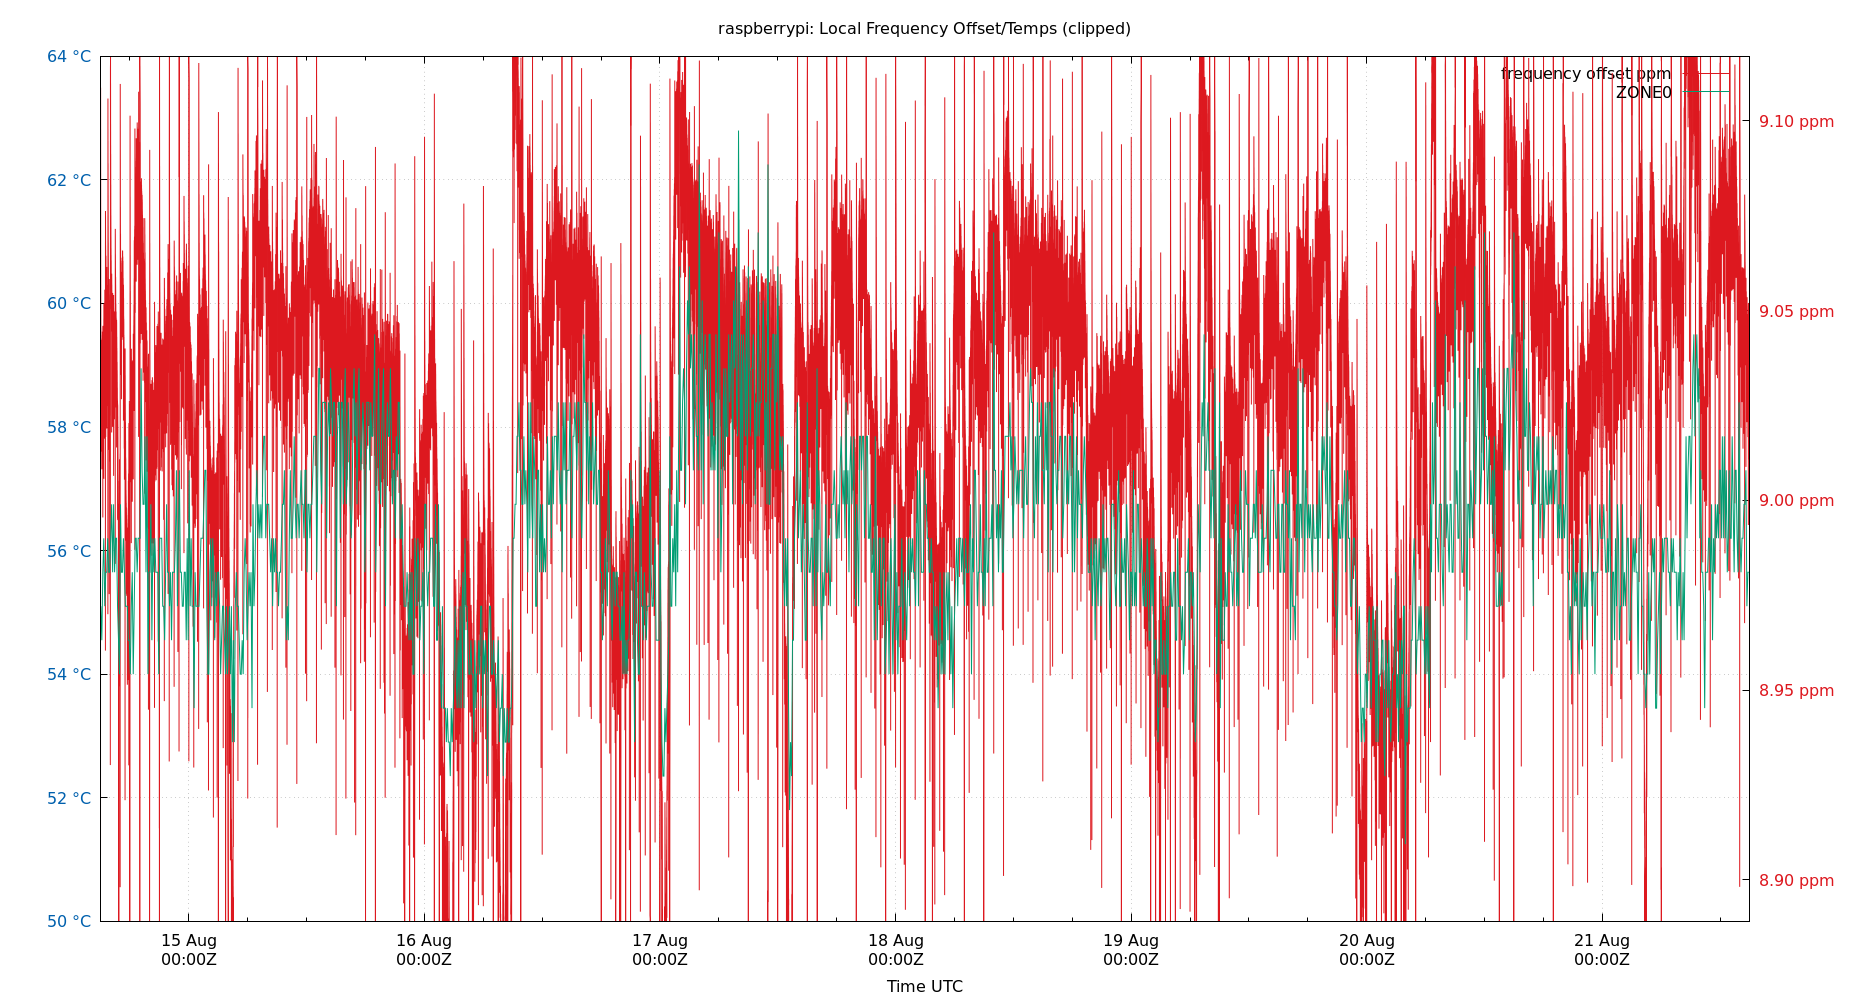 raspberrypi: Local Frequency Offset/Temps (clipped)
64 °C
62 °C
60 °C
58 °C
56 °C
54 °C
52 °C
50 °C
frequency offset ppm
ZONE0
9.10 ppm
9.05 ppm
9.00 ppm
8.95 ppm
8.90 ppm
15 Aug
00:00Z
16 Aug
00:00Z
17 Aug
00:00Z
18 Aug
00:00Z
19 Aug
00:00Z
20 Aug
00:00Z
21 Aug
00:00Z
Time UTC